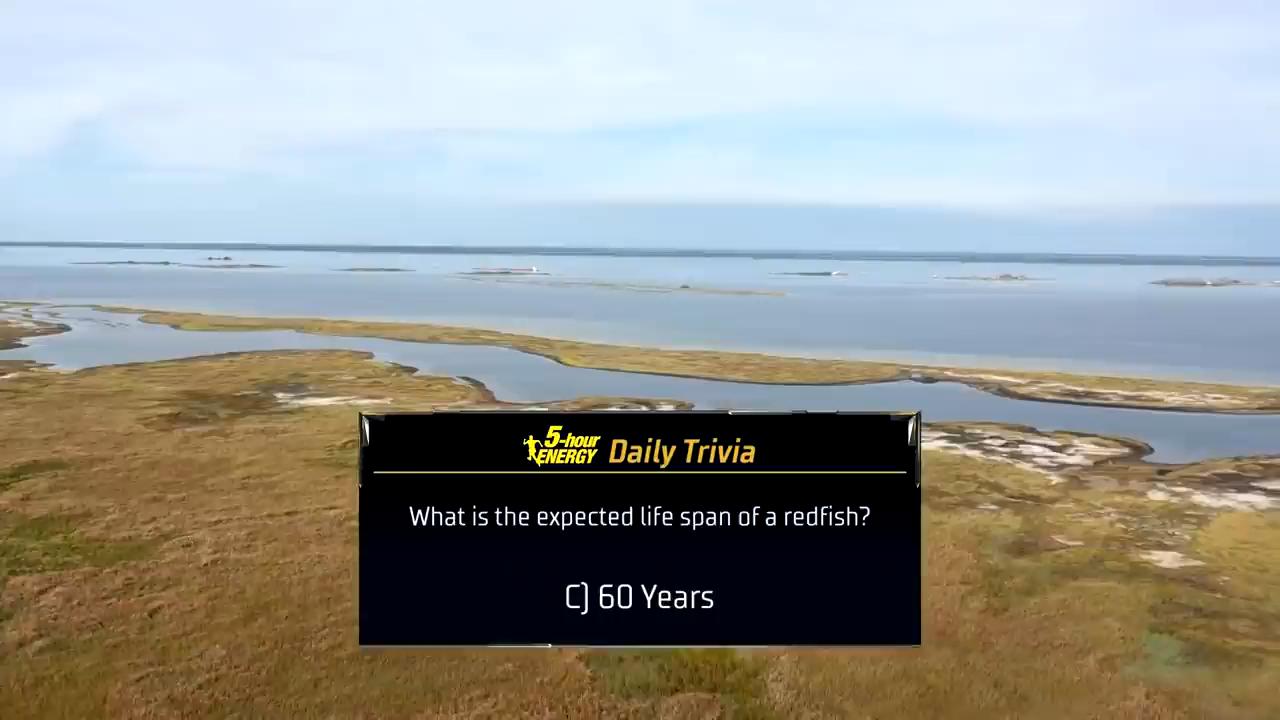 5-hour
ENERGY
Daily Trivia
What is the expected life span of a redfish?
C) 60 Years